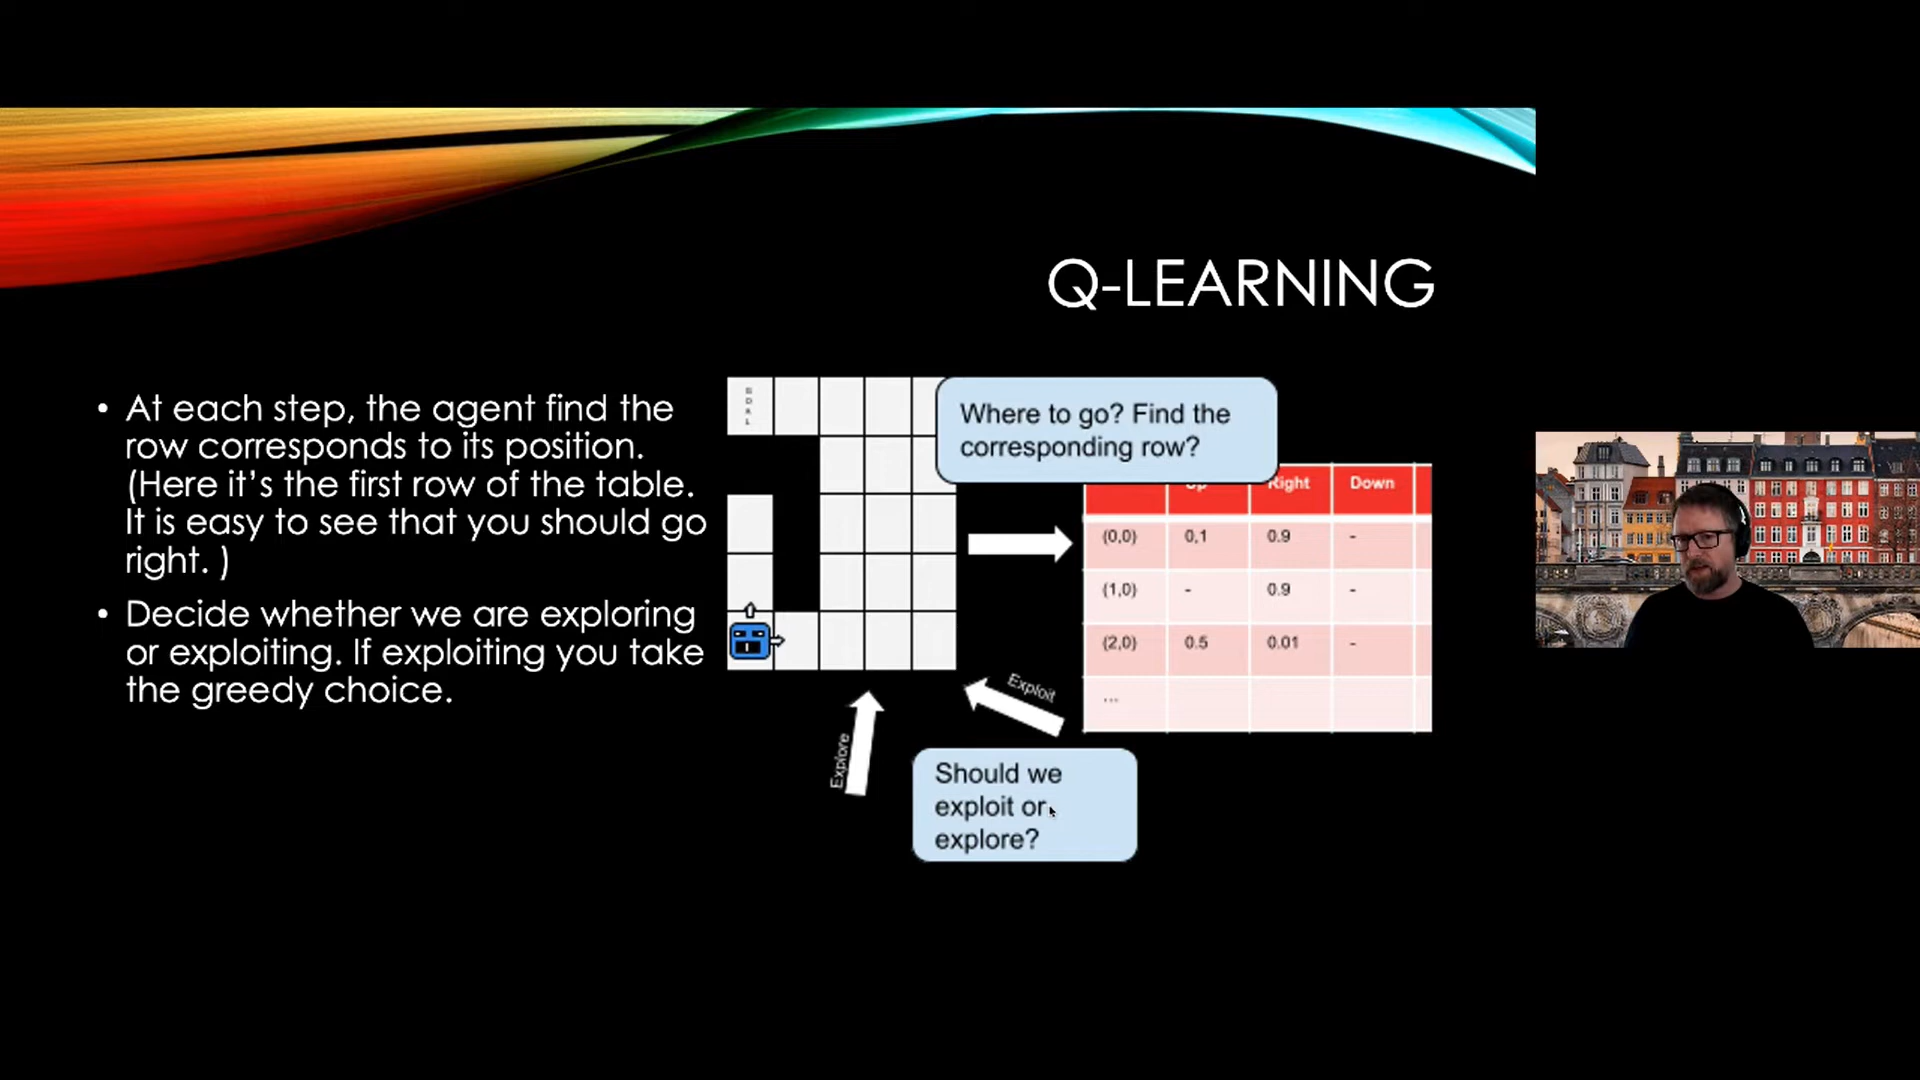 Q-LEARNING
• At each step, the agent find the
row corresponds to its position.
(Here it’s the first row of the table.
It is easy to see that you should go
right. )
• Decide whether we are exploring
or exploiting. If exploiting you take
the greedy choice.
GOAL
Where to go? Find the
corresponding row?
Right Down
(0,0) 0,1 0.9 -
(1,0) - 0.9 -
(2,0) 0.5 0.01 -
...
Exploit
Explore
Should we
exploit or
explore?